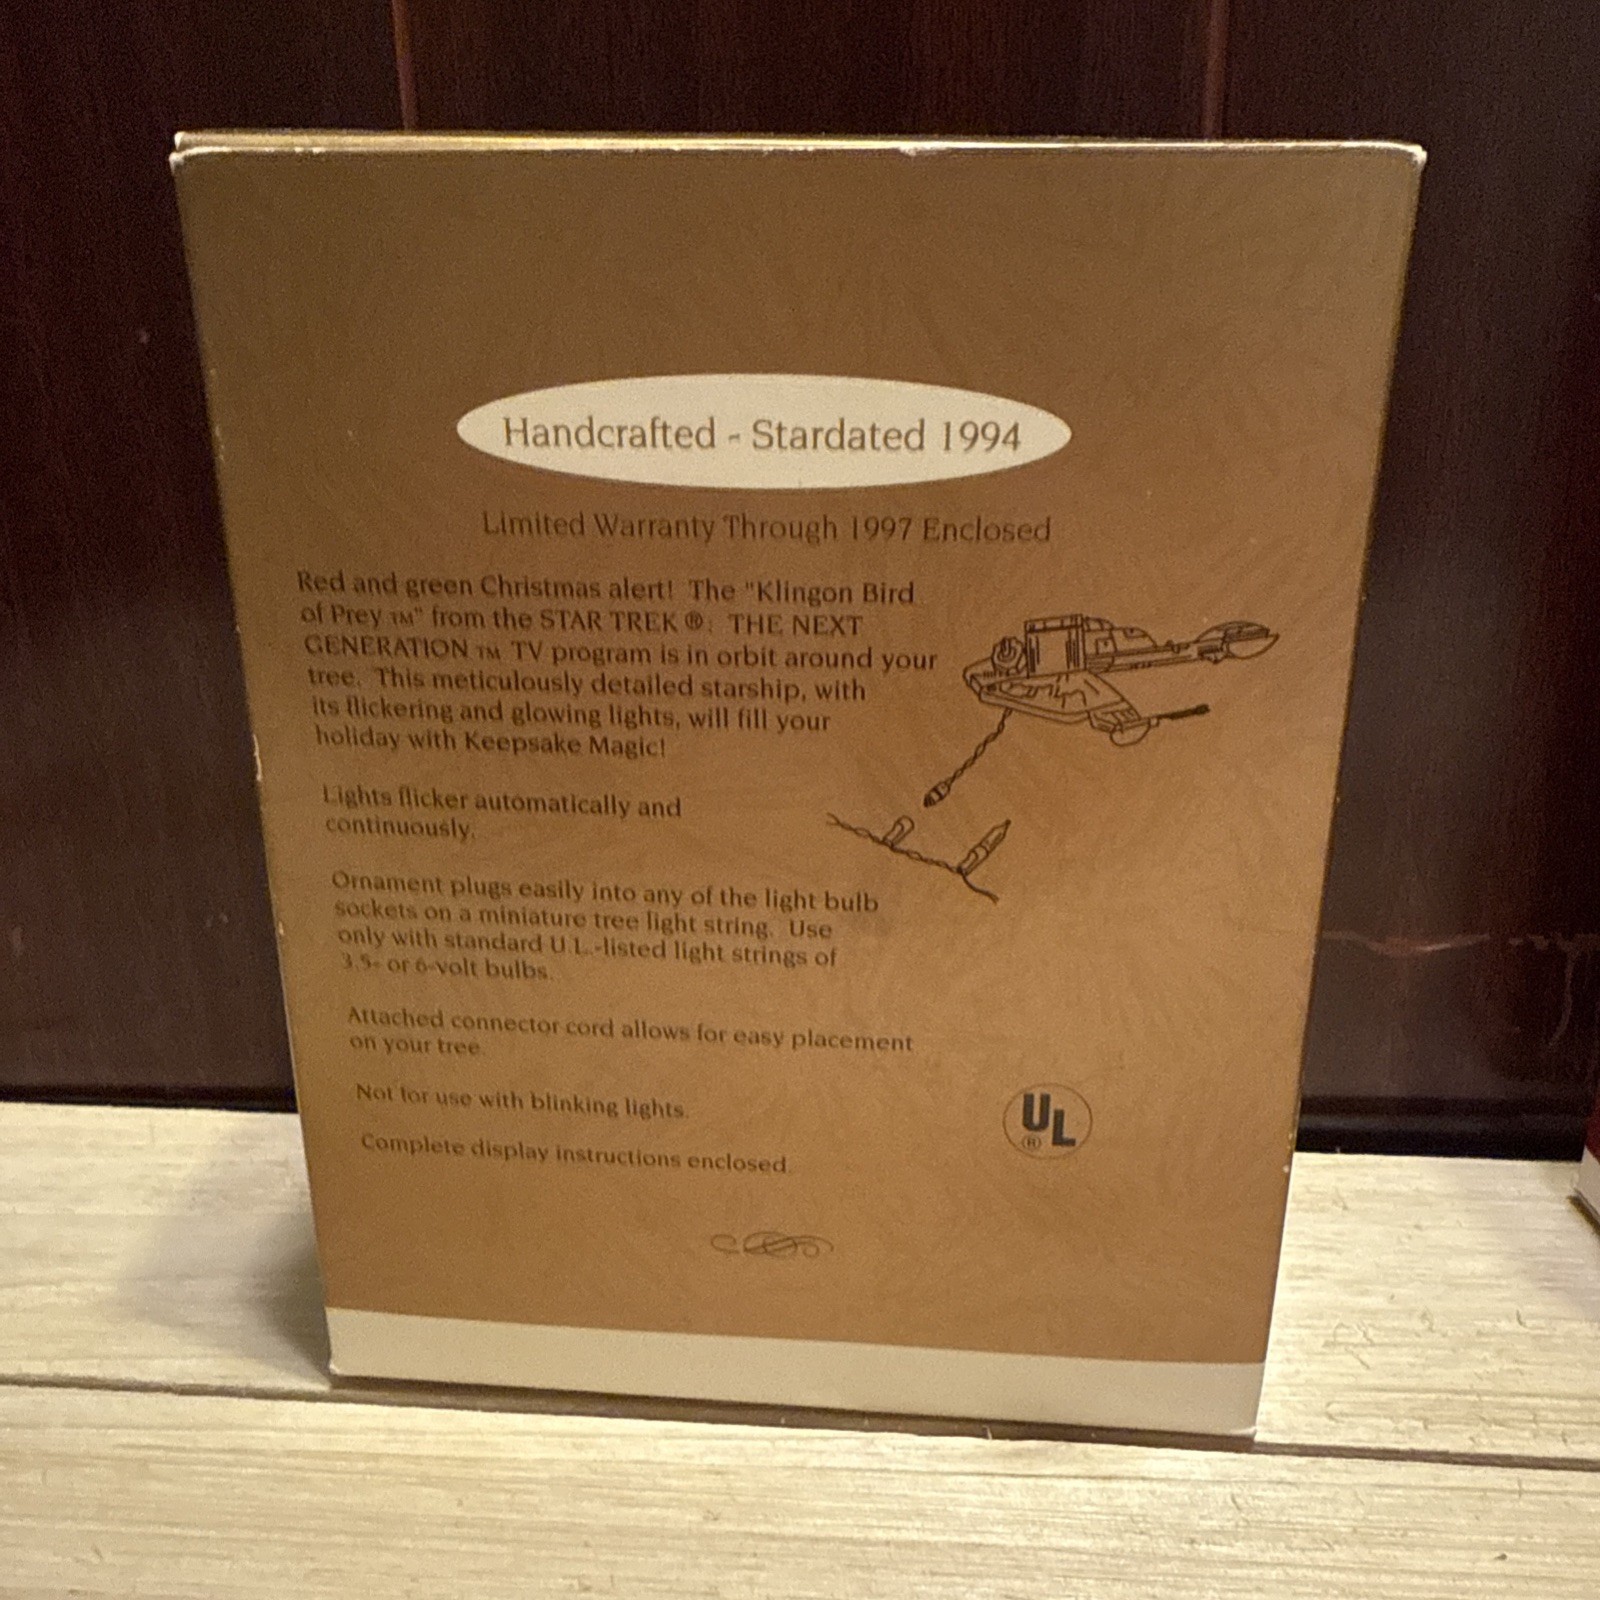 Handcrafted - Stardated 1994
Limited Warranty Through 1997 Enclosed
Red and green Christmas alert! The "Klingon Bird
of Prey TM" from the STAR TREK ®: THE NEXT
GENERATION TM TV program is in orbit around your
tree. This meticulously detailed starship, with
its flickering and glowing lights, will fill your
holiday with Keepsake Magic!
Lights flicker automatically and
continuously.
Ornament plugs easily into any of the light bulb
sockets on a miniature tree light string. Use
only with standard U.L.-listed light strings of
3.5- or 6-volt bulbs.
Attached connector cord allows for easy placement
on your tree.
Not for use with blinking lights.
Complete display instructions enclosed.
UL
®